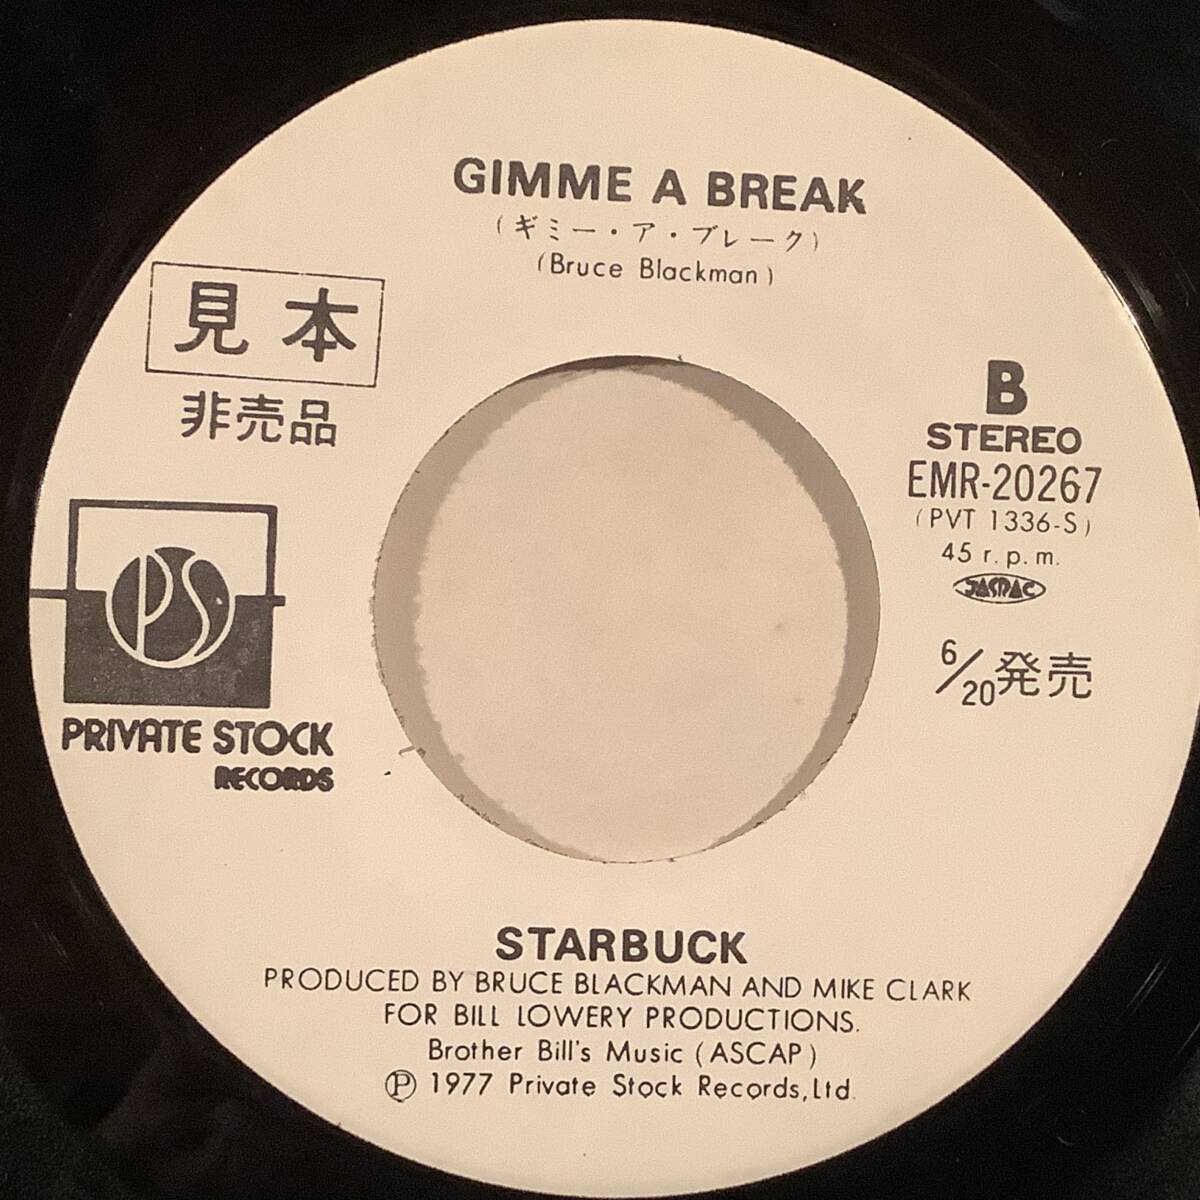 GIMME A BREAK
(ギミー・ア・ブレーク)
(Bruce Blackman)
見本
非売品
B
STEREO
EMR-20267
(PVT 1336-S)
45 r.p.m.
JASRAC
6/20発売
PS
PRIVATE STOCK
RECORDS
STARBUCK
PRODUCED BY BRUCE BLACKMAN AND MIKE CLARK
FOR BILL LOWERY PRODUCTIONS.
Brother Bill's Music (ASCAP)
Ⓟ 1977 Private Stock Records,Ltd.